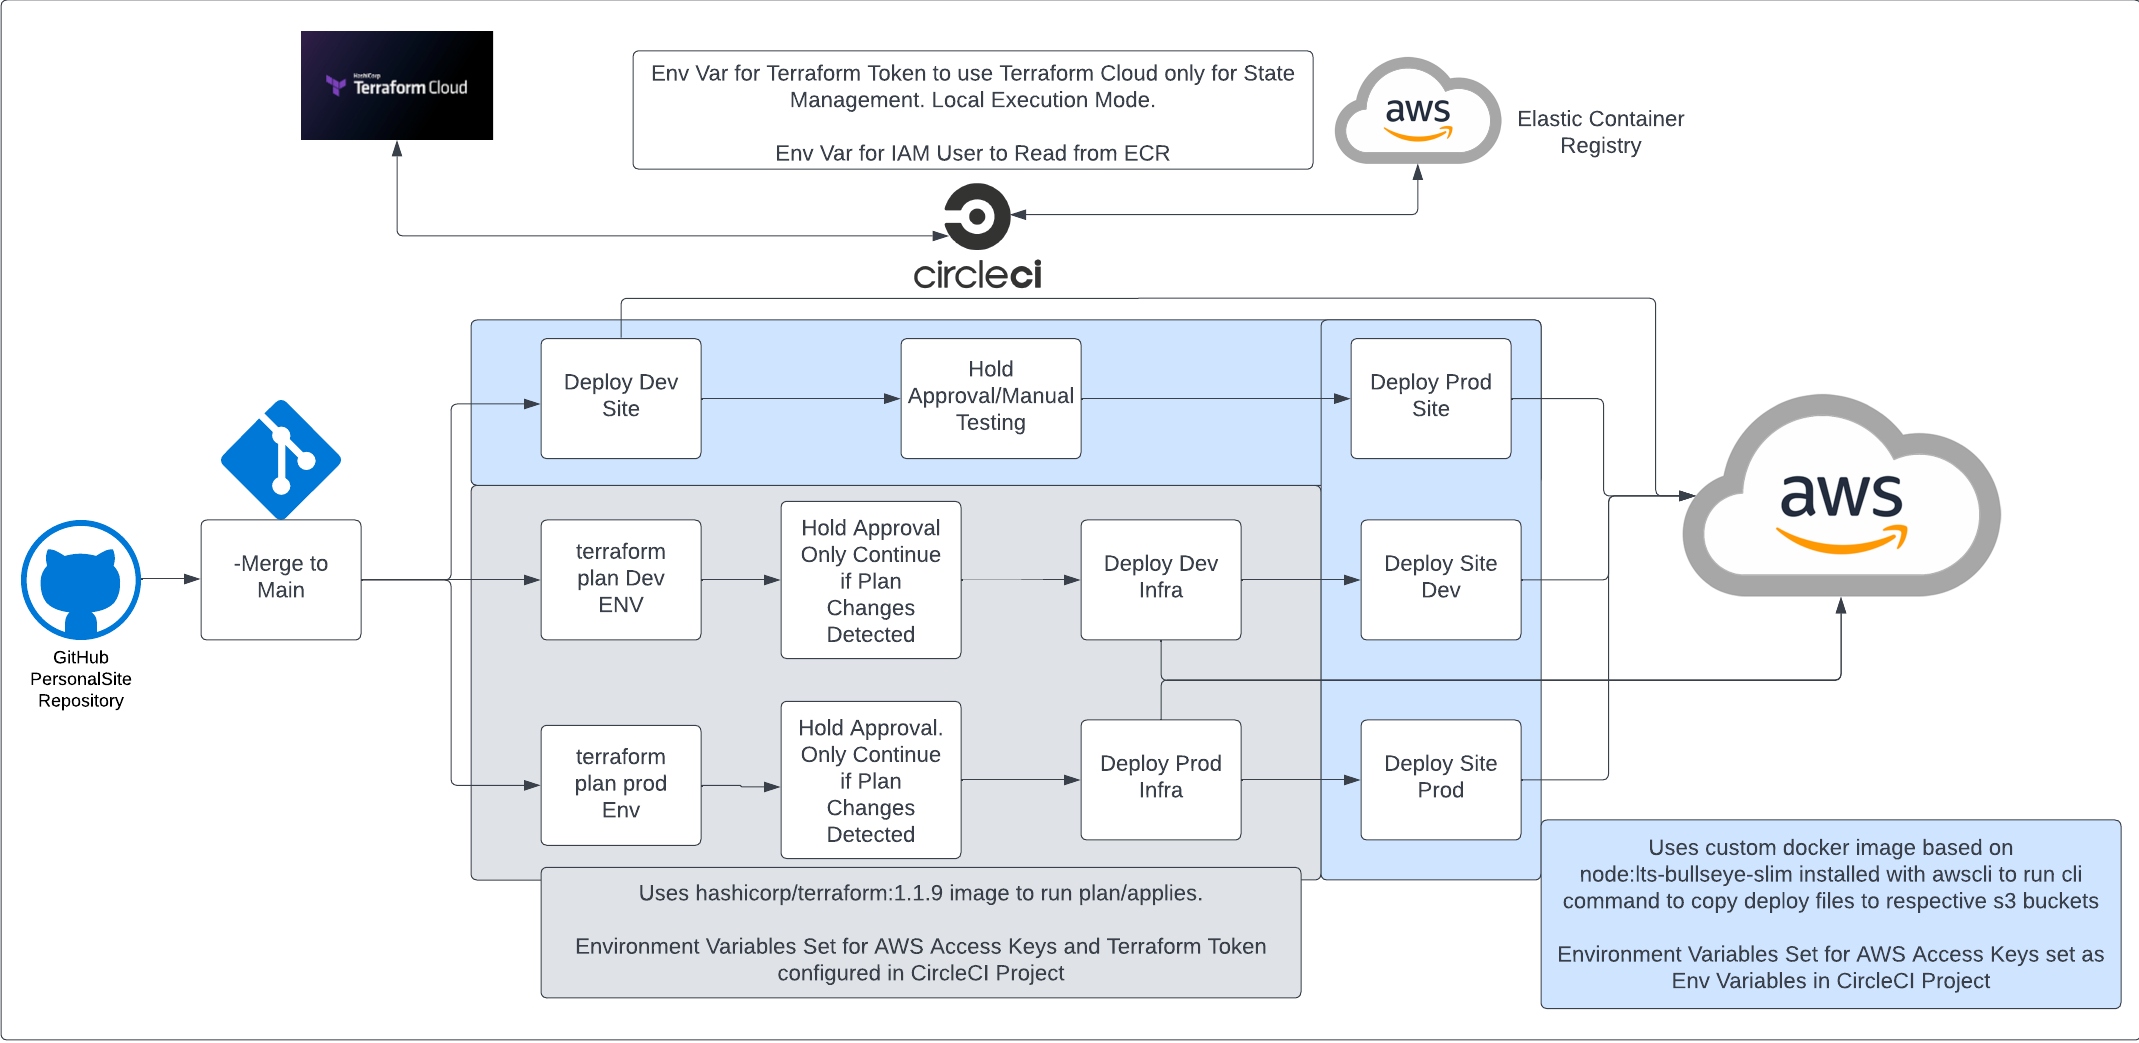 HashiCorp
Terraform Cloud
Env Var for Terraform Token to use Terraform Cloud only for State
Management. Local Execution Mode.
Env Var for IAM User to Read from ECR
aws
Elastic Container
Registry
circleci
Deploy Dev
Site
Hold
Approval/Manual
Testing
Deploy Prod
Site
aws
GitHub
PersonalSite
Repository
-Merge to
Main
terraform
plan Dev
ENV
Hold Approval
Only Continue
if Plan
Changes
Detected
Deploy Dev
Infra
Deploy Site
Dev
terraform
plan prod
Env
Hold Approval.
Only Continue
if Plan
Changes
Detected
Deploy Prod
Infra
Deploy Site
Prod
Uses hashicorp/terraform:1.1.9 image to run plan/applies.
Environment Variables Set for AWS Access Keys and Terraform Token
configured in CircleCI Project
Uses custom docker image based on
node:lts-bullseye-slim installed with awscli to run cli
command to copy deploy files to respective s3 buckets
Environment Variables Set for AWS Access Keys set as
Env Variables in CircleCI Project